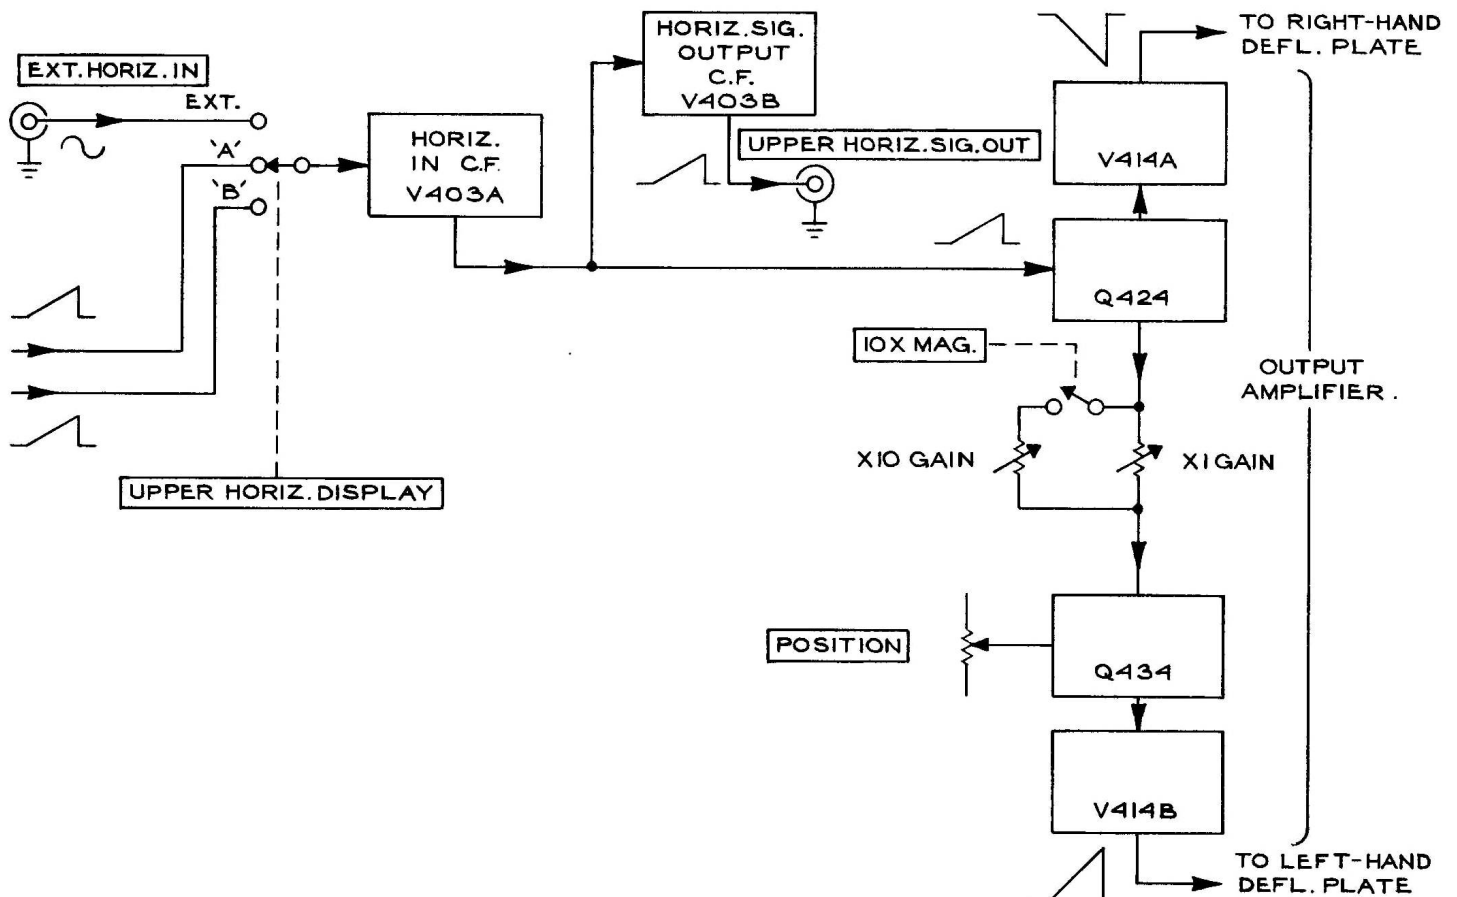 EXT. HORIZ. IN
EXT.
'A'
'B'
HORIZ.
IN C.F.
V403A
HORIZ. SIG.
OUTPUT
C.F.
V403B
UPPER HORIZ. SIG. OUT
TO RIGHT-HAND
DEFL. PLATE
V414A
Q424
10X MAG.
X10 GAIN
X1 GAIN
OUTPUT
AMPLIFIER.
UPPER HORIZ. DISPLAY
POSITION
Q434
V414B
TO LEFT-HAND
DEFL. PLATE